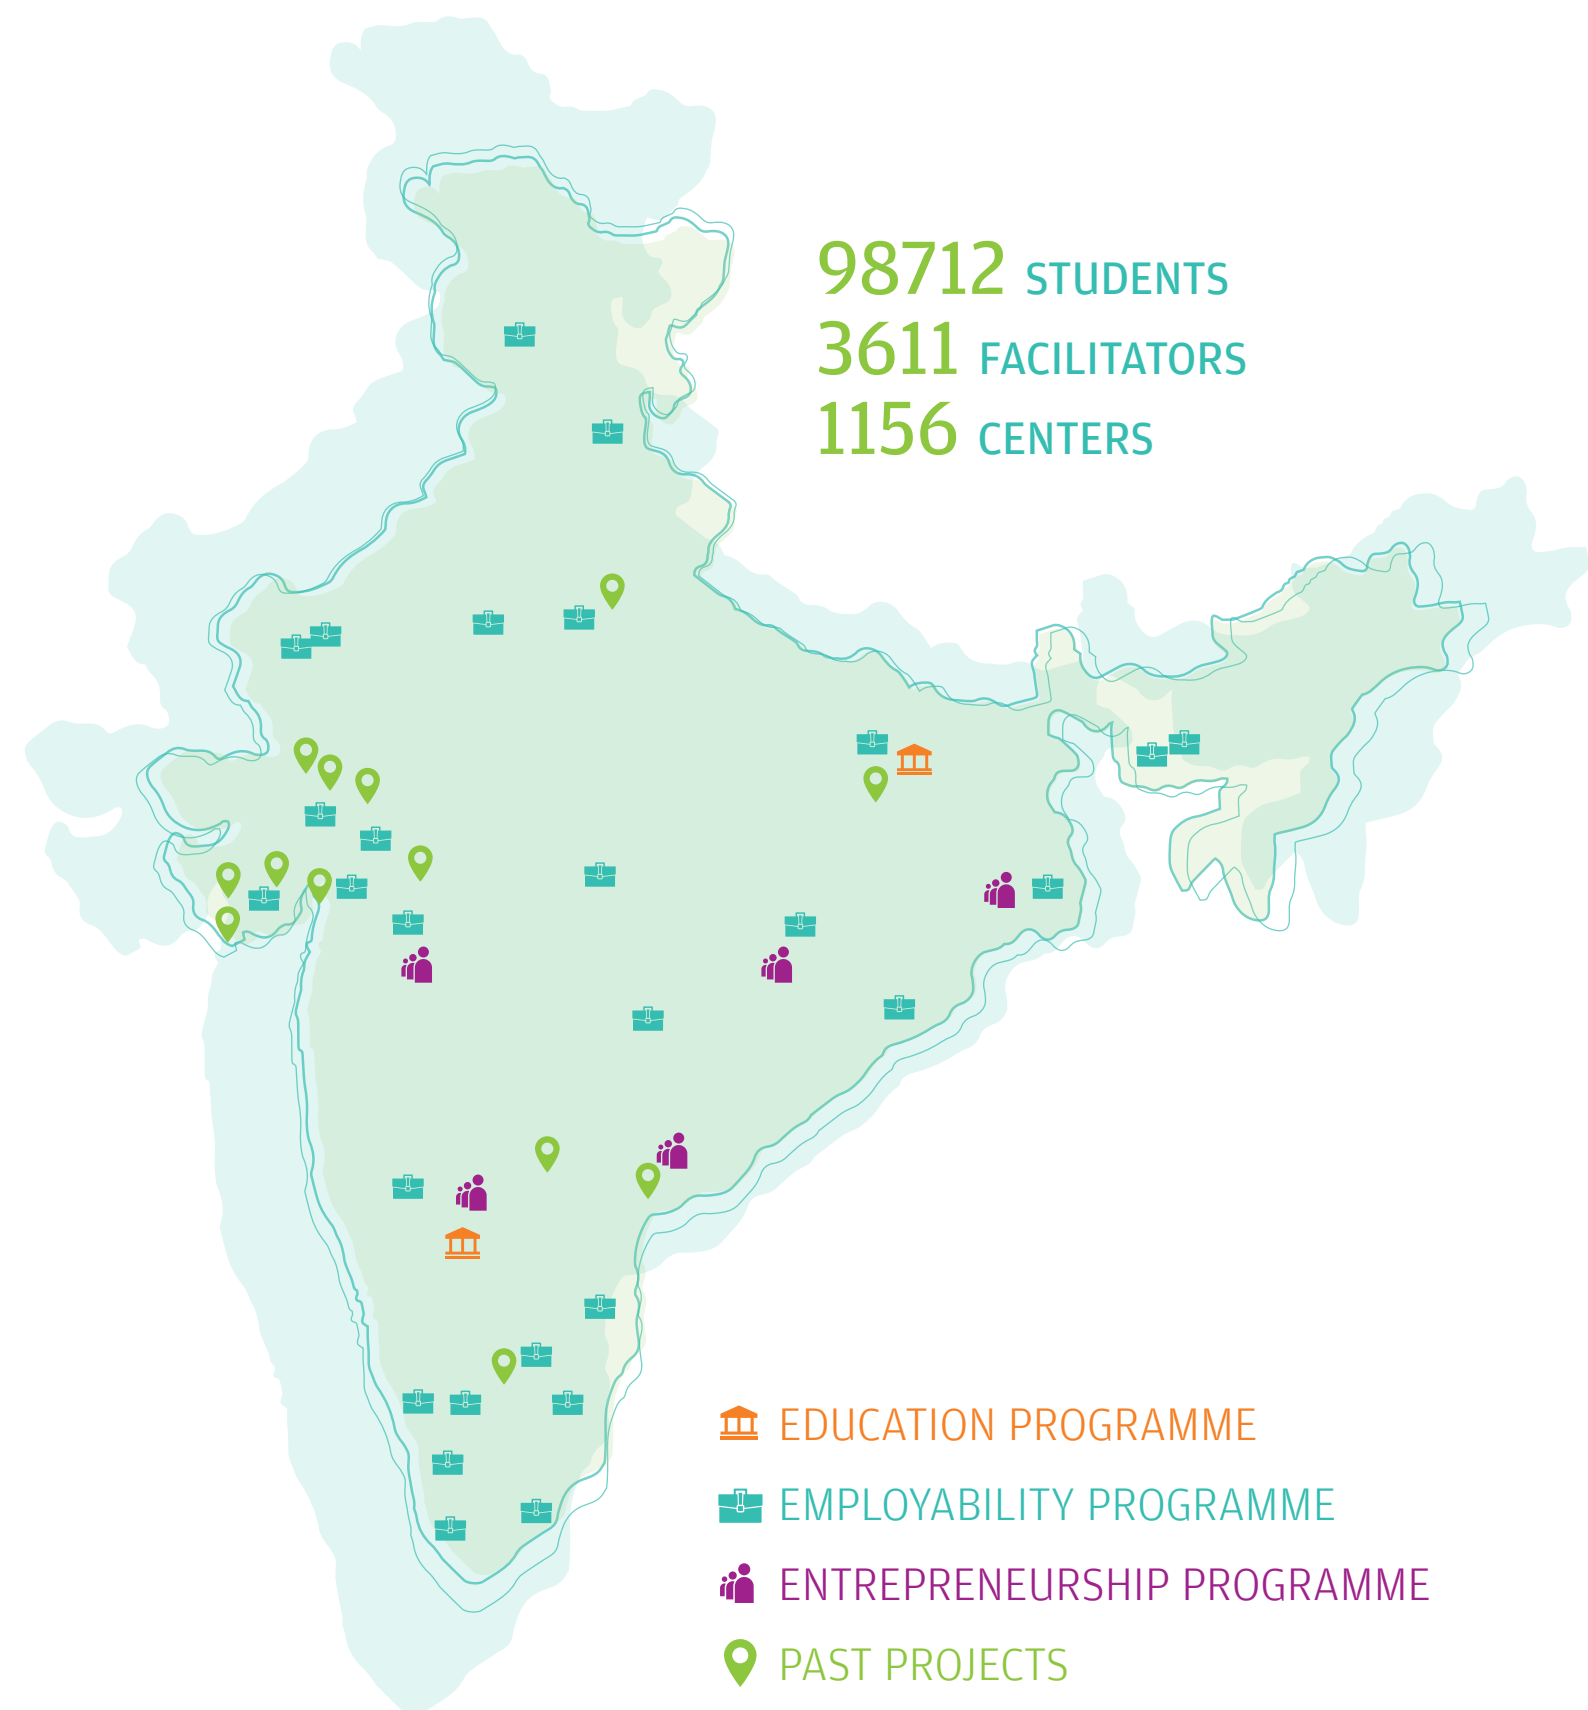 98712 STUDENTS
3611 FACILITATORS
1156 CENTERS
EDUCATION PROGRAMME
EMPLOYABILITY PROGRAMME
ENTREPRENEURSHIP PROGRAMME
PAST PROJECTS